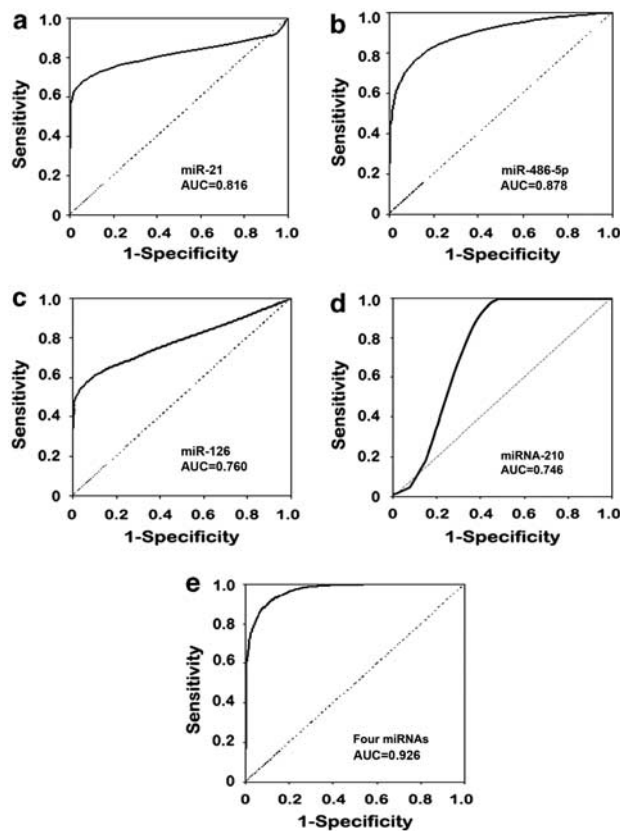 a
1.0
0.8
0.6
0.4
0.2
0
Sensitivity
miR-21
AUC=0.816
0 0.2 0.4 0.6 0.8 1.0
1-Specificity
b
1.0
0.8
0.6
0.4
0.2
0
Sensitivity
miR-486-5p
AUC=0.878
0 0.2 0.4 0.6 0.8 1.0
1-Specificity
c
1.0
0.8
0.6
0.4
0.2
0
Sensitivity
miR-126
AUC=0.760
0 0.2 0.4 0.6 0.8 1.0
1-Specificity
d
1.0
0.8
0.6
0.4
0.2
0
Sensitivity
miRNA-210
AUC=0.746
0 0.2 0.4 0.6 0.8 1.0
1-Specificity
e
1.0
0.8
0.6
0.4
0.2
0
Sensitivity
Four miRNAs
AUC=0.926
0 0.2 0.4 0.6 0.8 1.0
1-Specificity